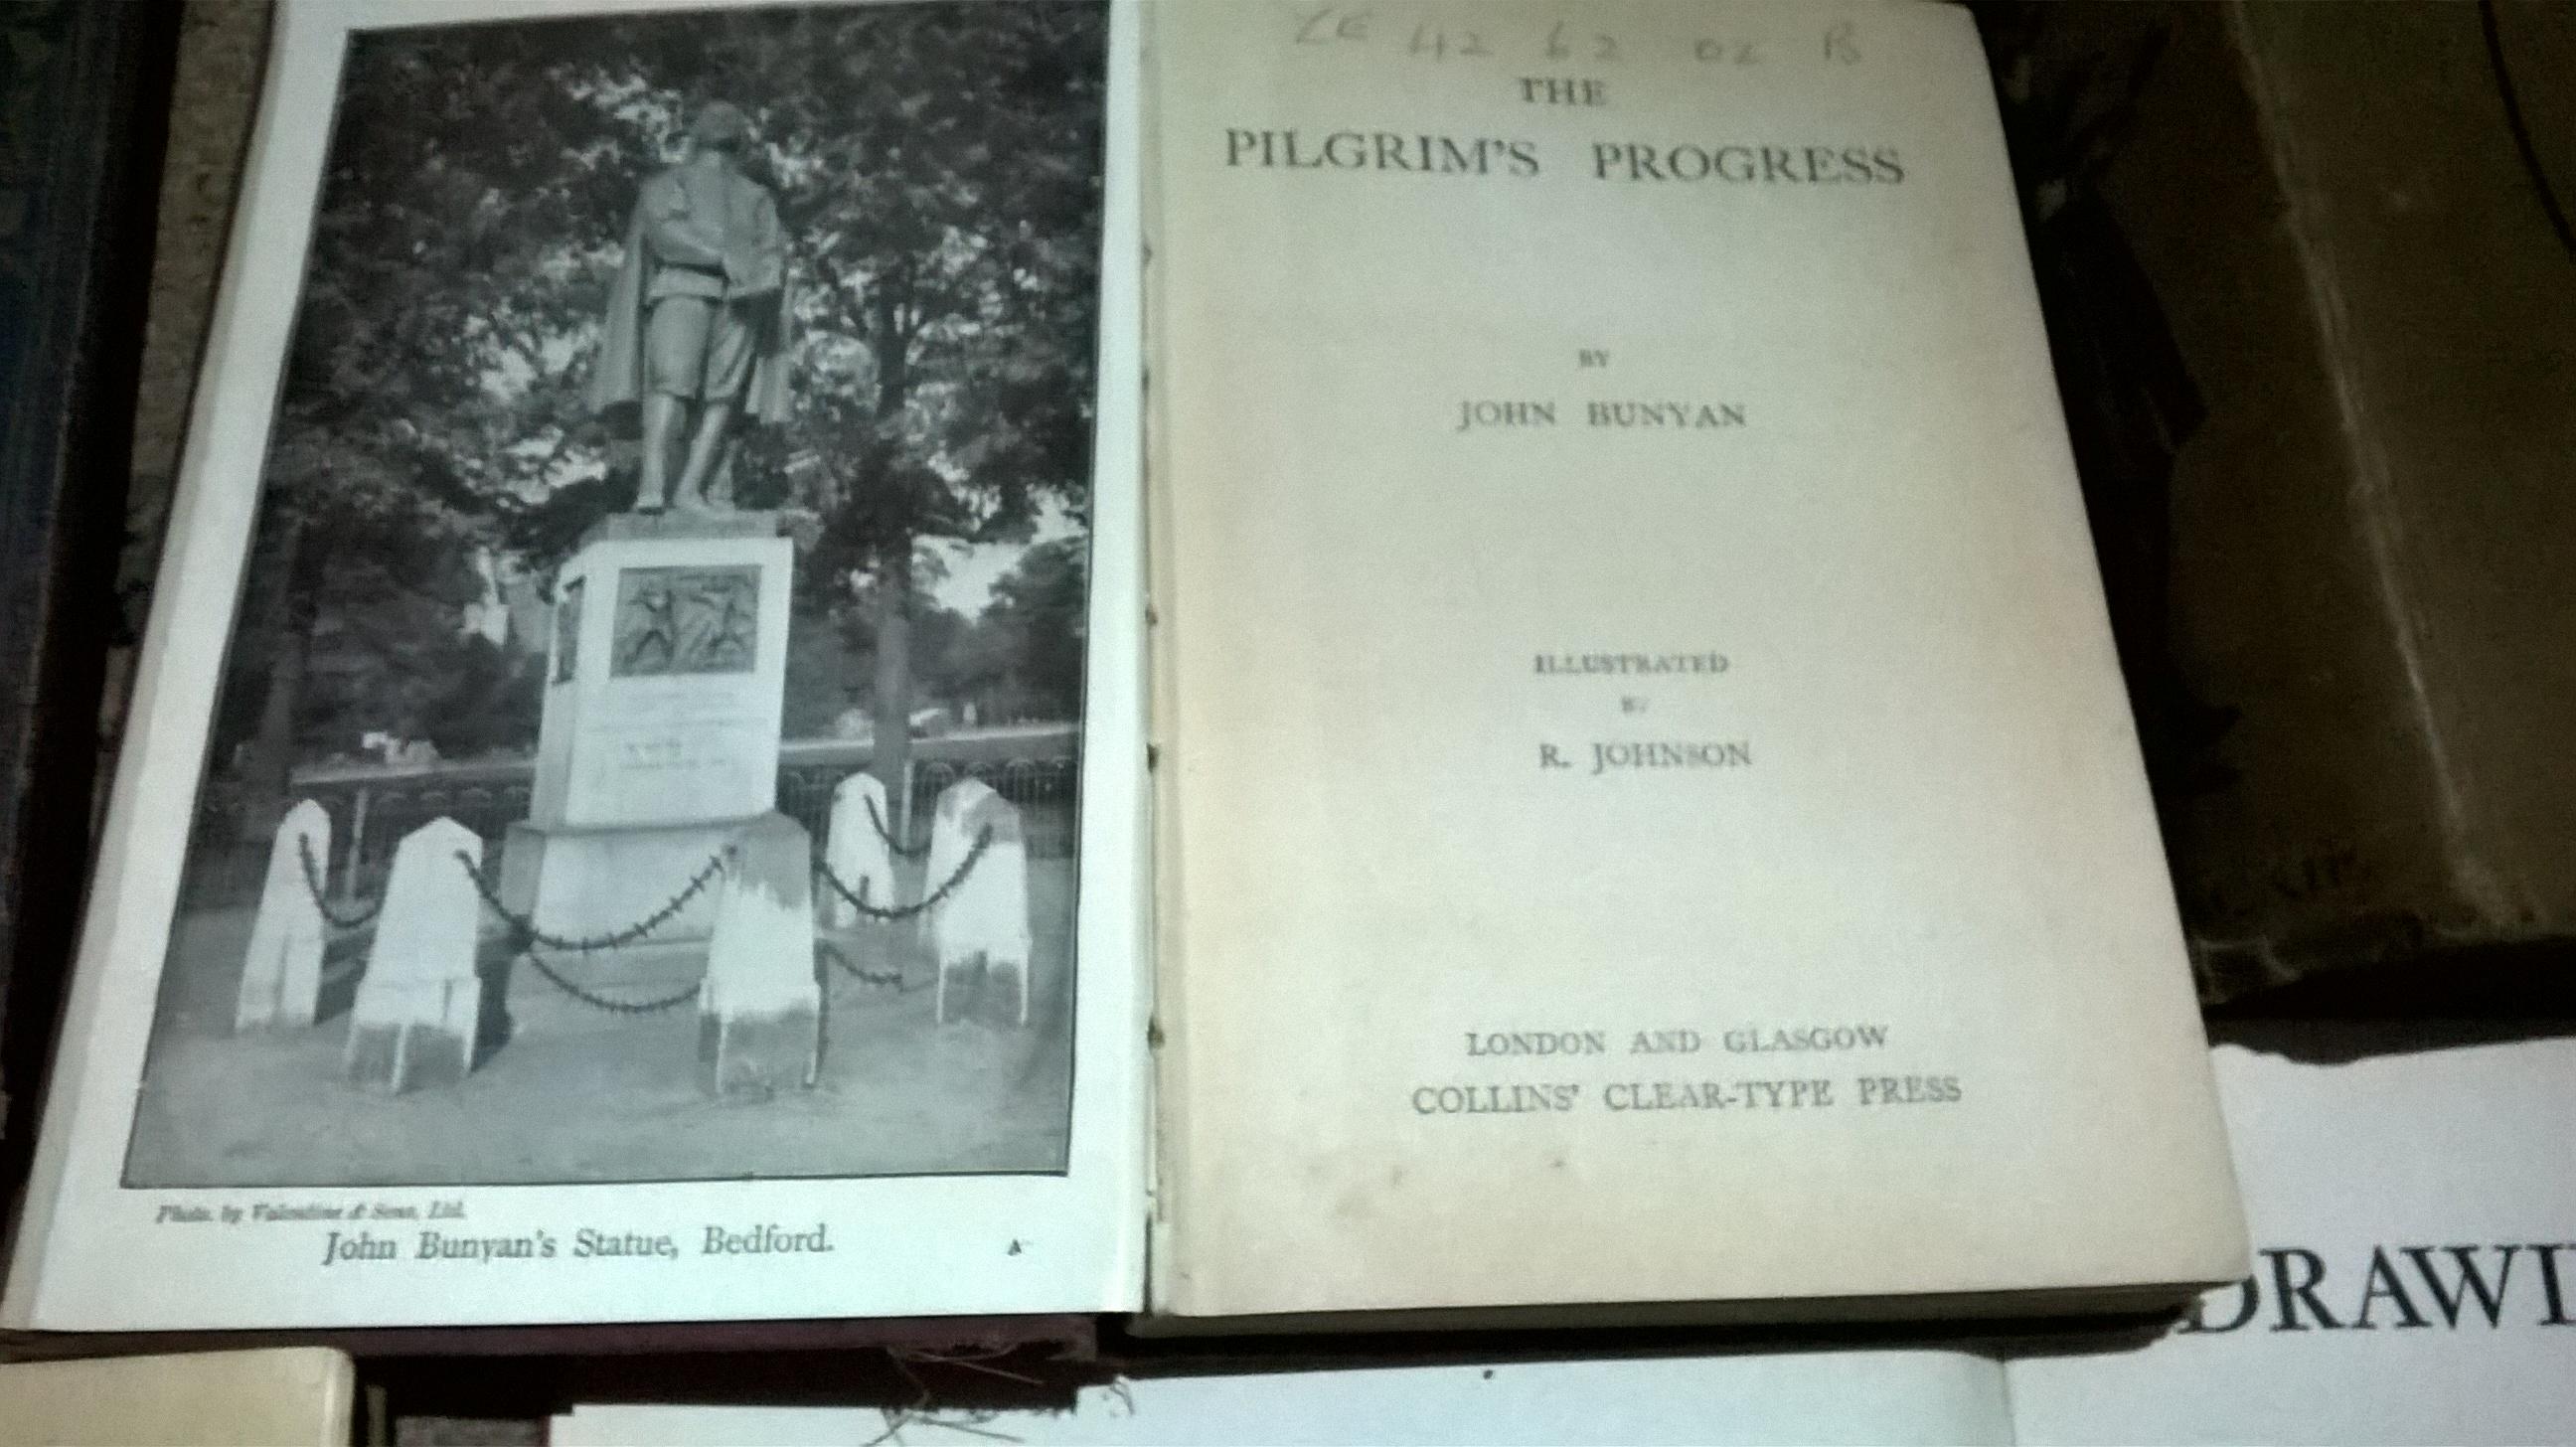 Photo. by Valentine & Sons, Ltd.
John Bunyan's Statue, Bedford.
A
THE
PILGRIM'S PROGRESS
BY
JOHN BUNYAN
ILLUSTRATED
BY
R. JOHNSON
LONDON AND GLASGOW
COLLINS' CLEAR-TYPE PRESS
DRAWI